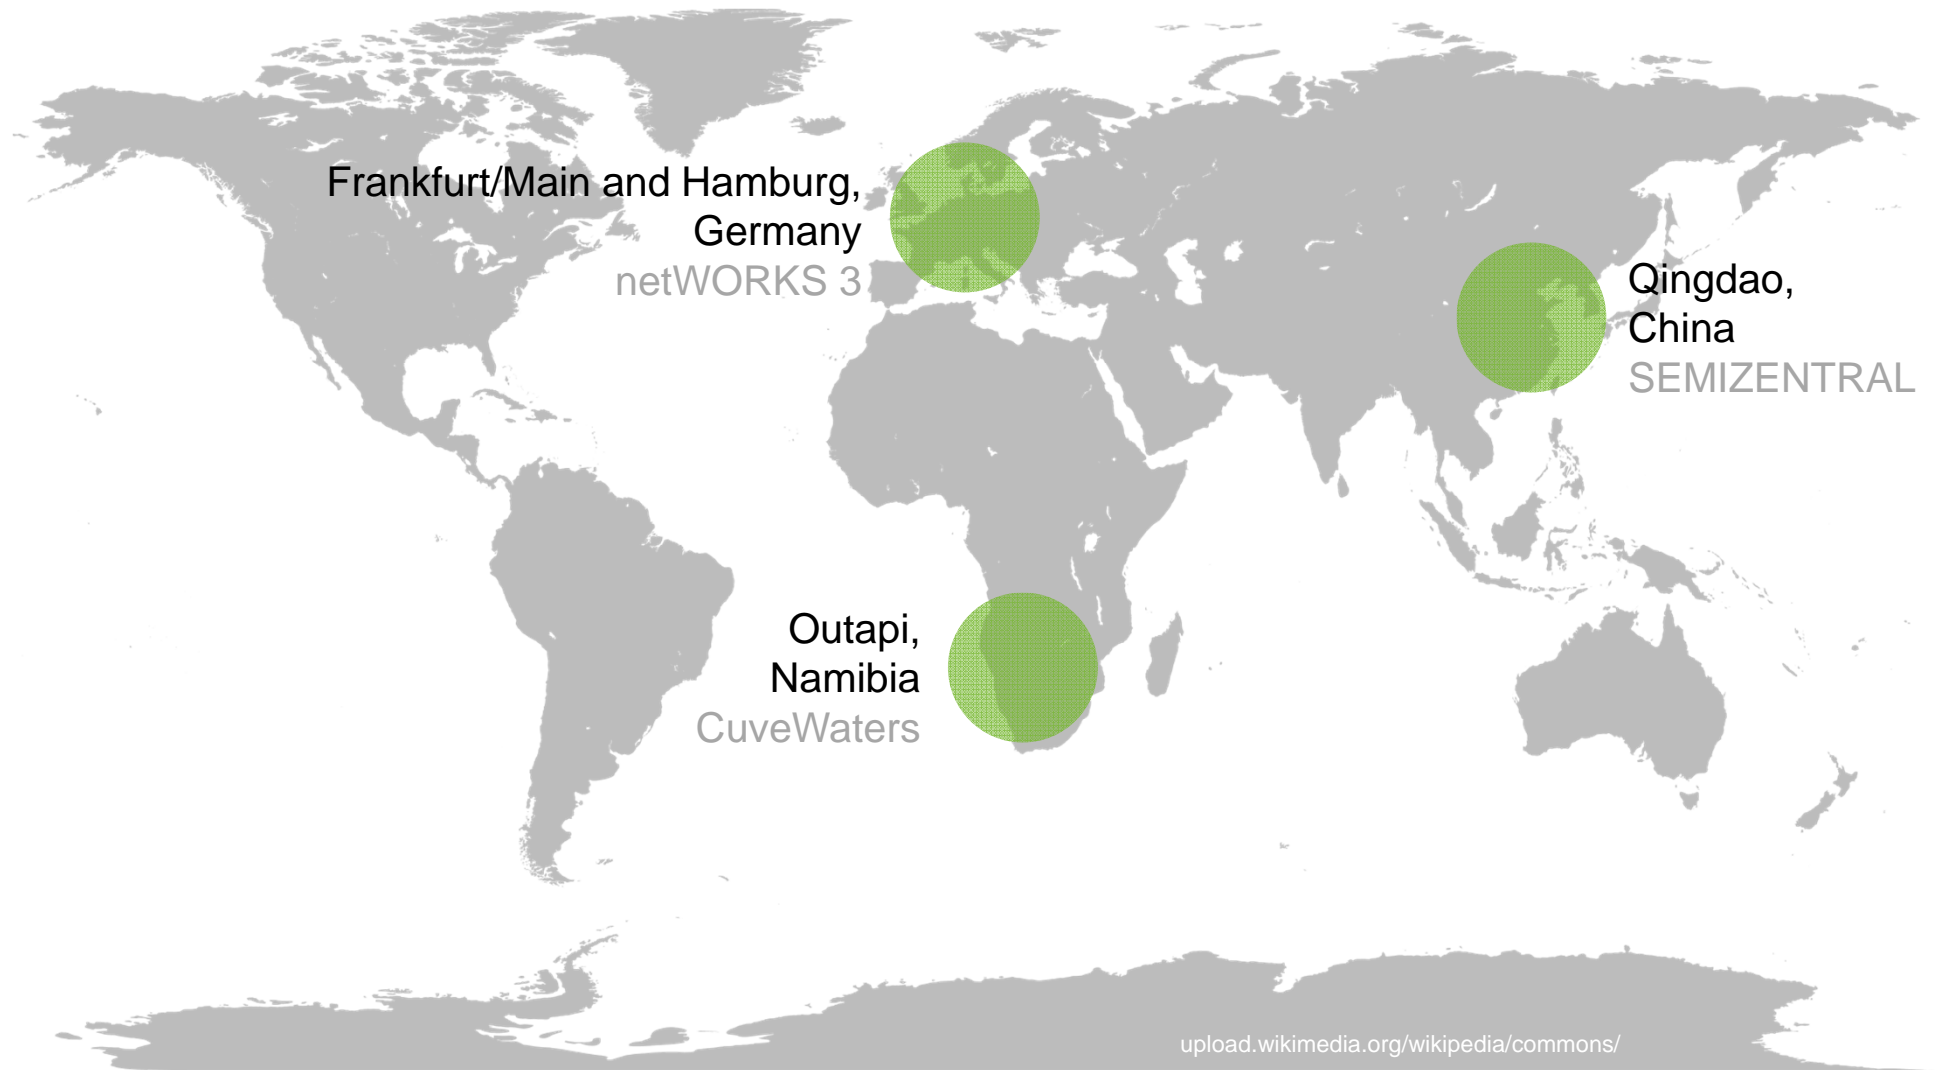 Frankfurt/Main and Hamburg,
Germany
netWORKS 3
Qingdao,
China
SEMIZENTRAL
Outapi,
Namibia
CuveWaters
upload.wikimedia.org/wikipedia/commons/